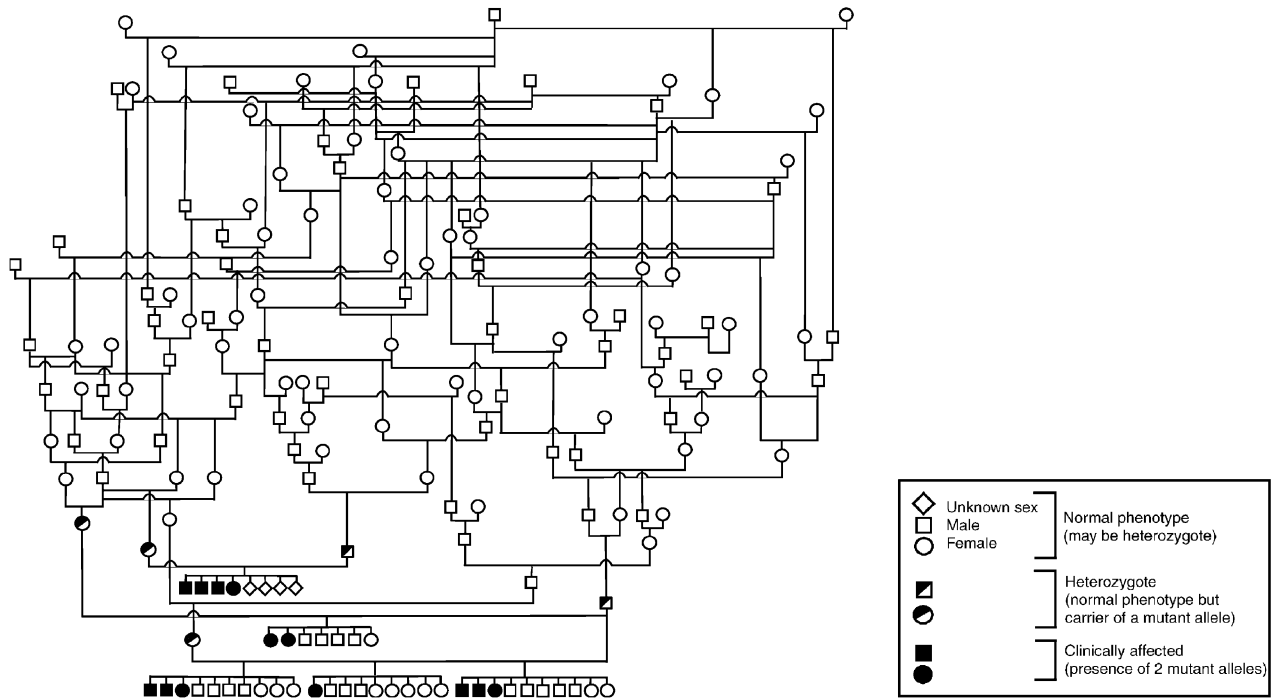 Unknown sex
Male
Female
Normal phenotype
(may be heterozygote)
Heterozygote
(normal phenotype but
carrier of a mutant allele)
Clinically affected
(presence of 2 mutant alleles)